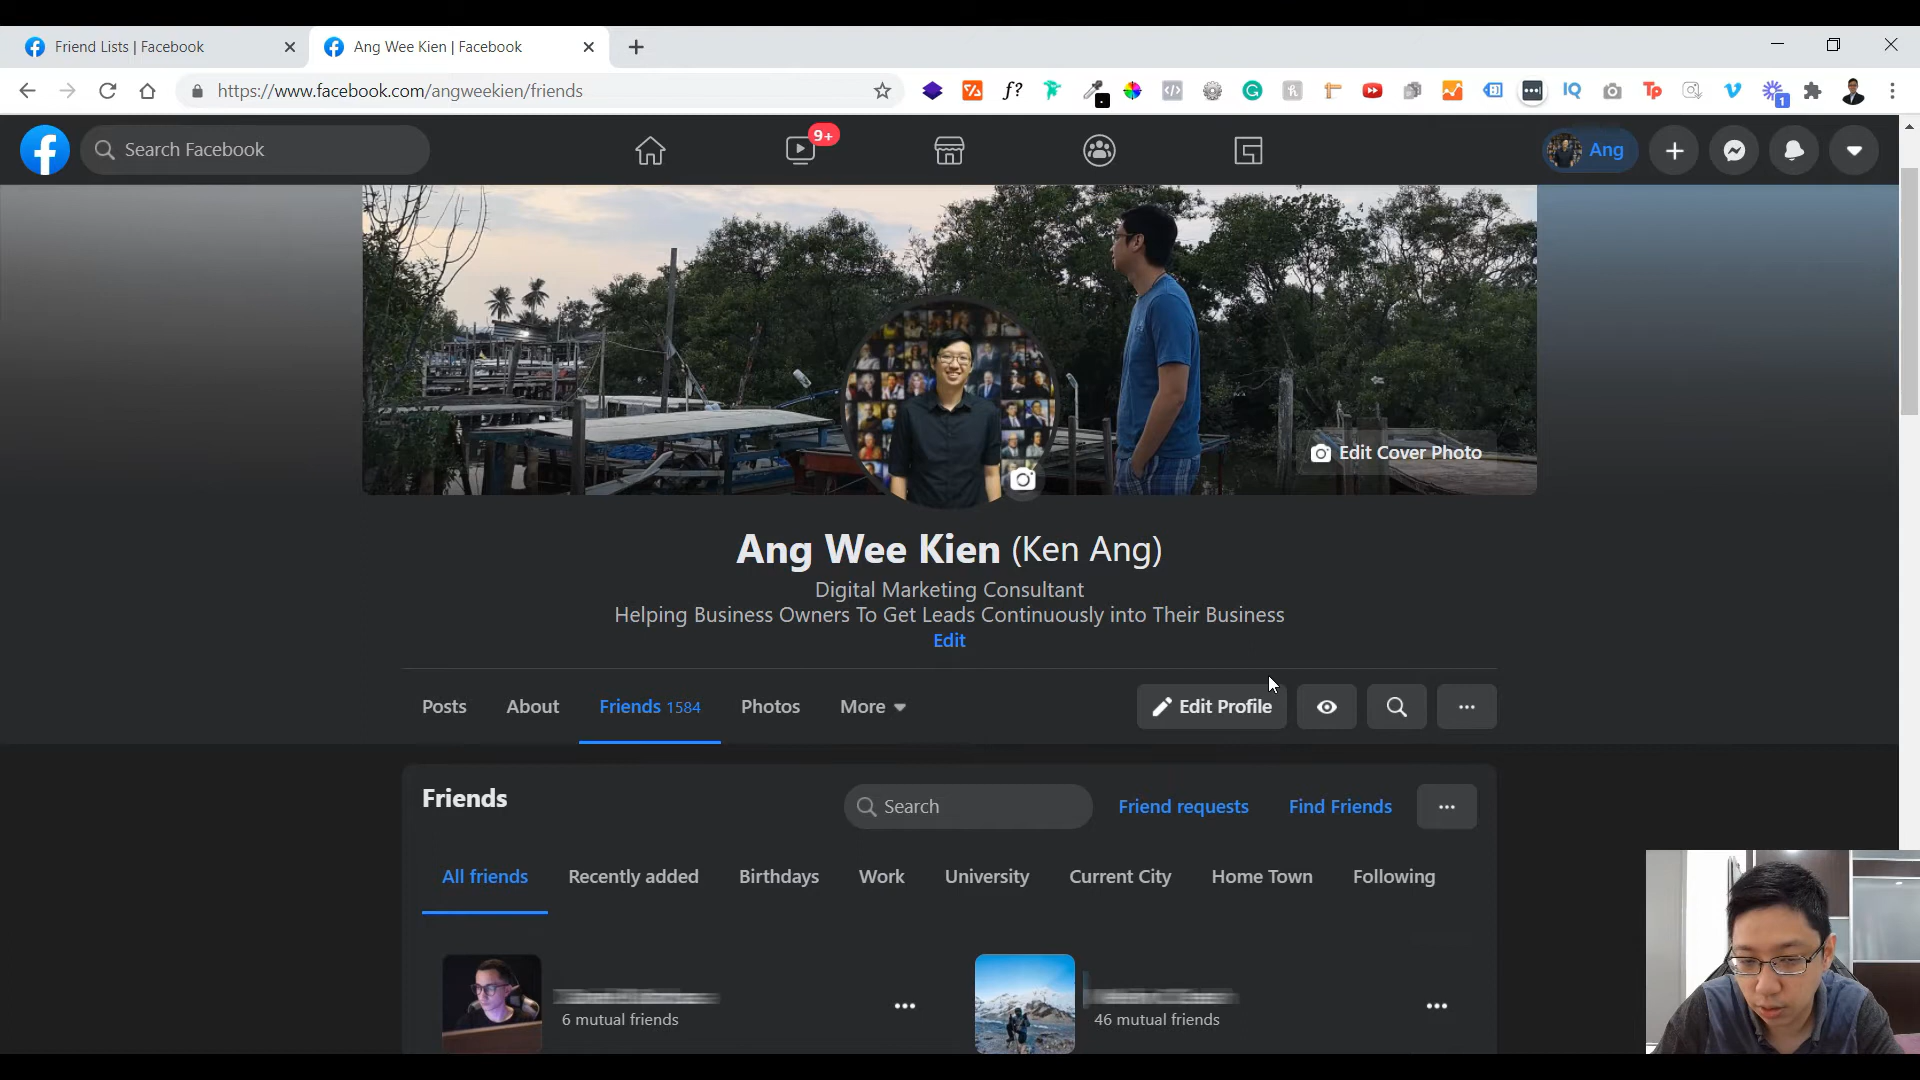 Friend Lists | Facebook
Ang Wee Kien | Facebook
https://www.facebook.com/angweekien/friends
f?
IQ
Tp
1
Search Facebook
9+
Ang
Edit Cover Photo
Ang Wee Kien (Ken Ang)
Digital Marketing Consultant
Helping Business Owners To Get Leads Continuously into Their Business
Edit
Posts About Friends 1584 Photos More
Edit Profile
Friends
Search
Friend requests Find Friends
All friends Recently added Birthdays Work University Current City Home Town Following
6 mutual friends
46 mutual friends